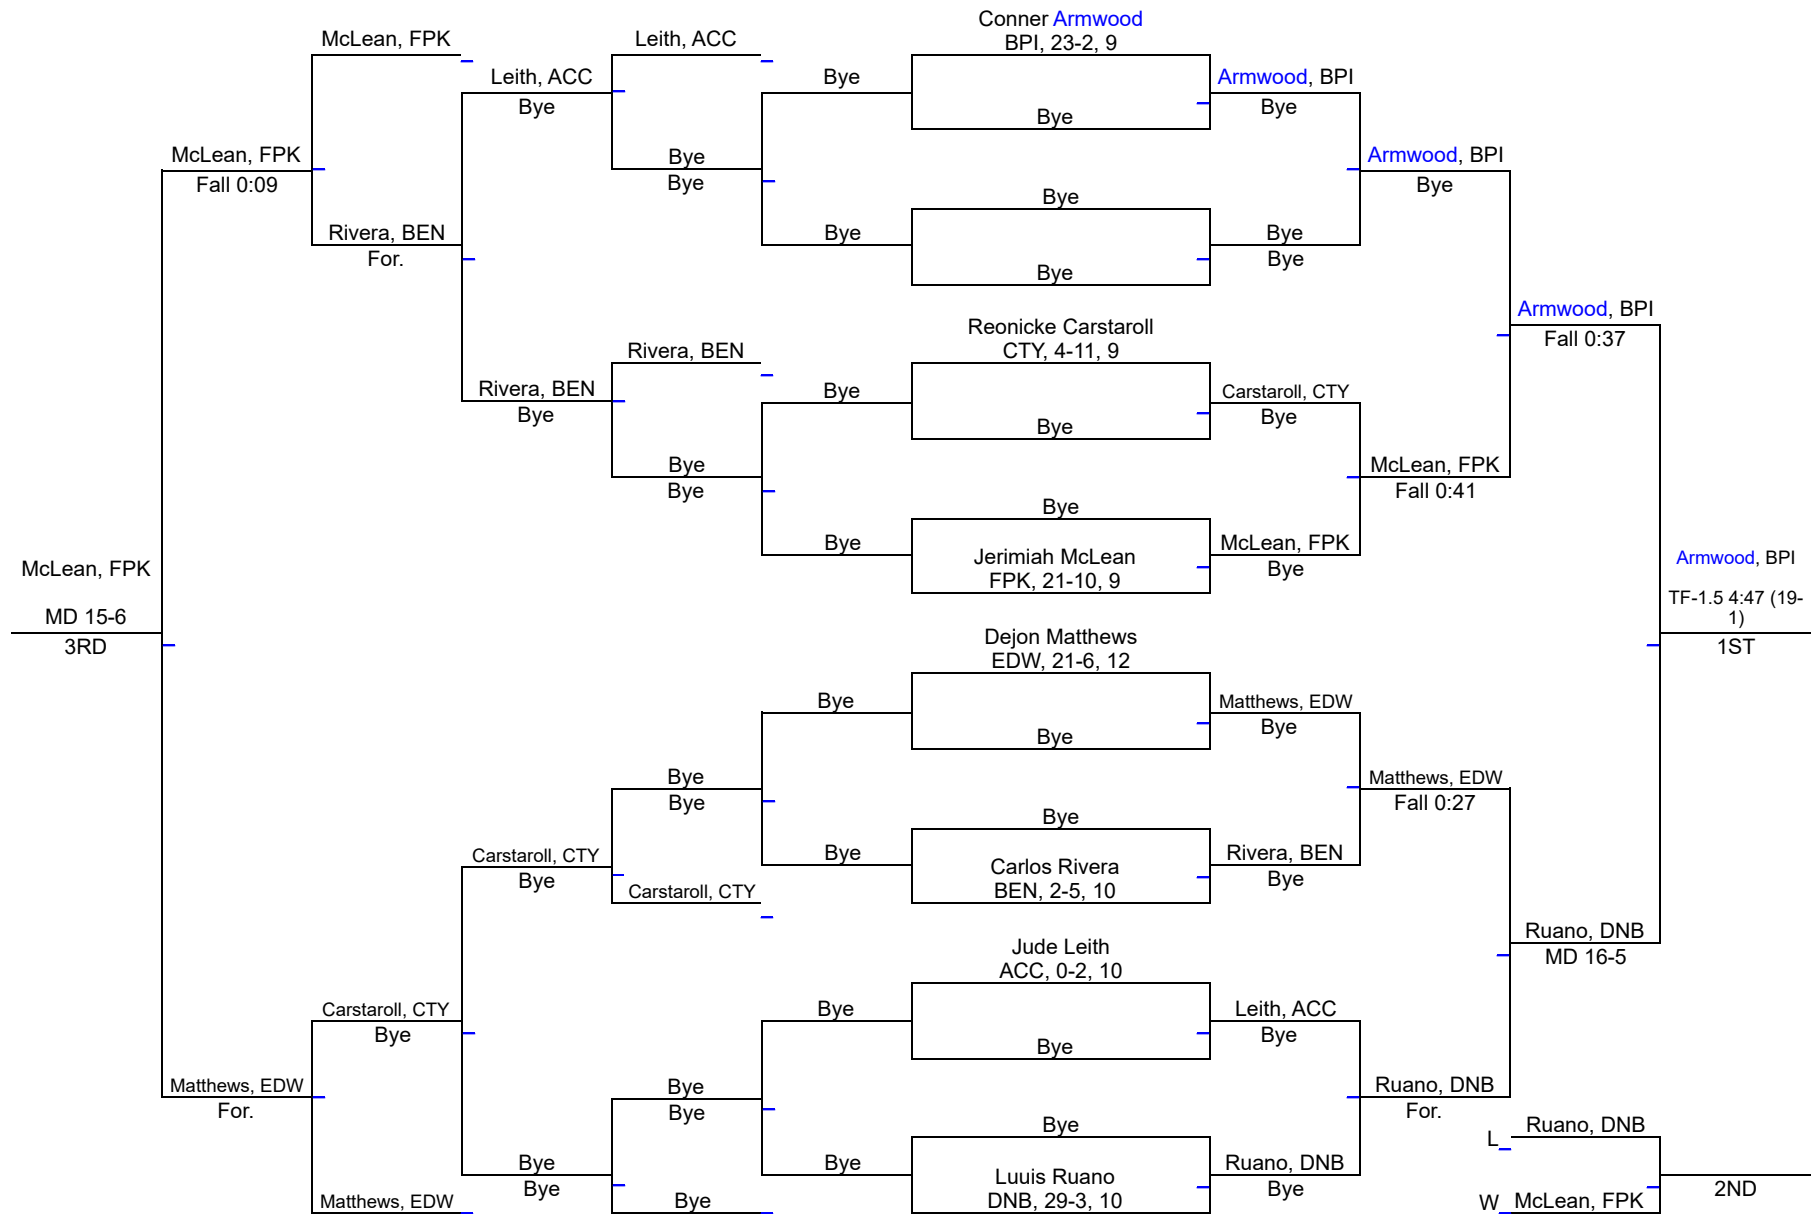 Conner Armwood
BPI, 23-2, 9
McLean, FPK
Leith, ACC
Leith, ACC
Bye
Bye
Armwood, BPI
Bye
Bye
McLean, FPK
Fall 0:09
Bye
Bye
Armwood, BPI
Bye
Bye
Rivera, BEN
For.
Bye
Bye
Bye
Bye
Armwood, BPI
Fall 0:37
Reonicke Carstaroll
CTY, 4-11, 9
Rivera, BEN
Rivera, BEN
Bye
Bye
Carstaroll, CTY
Bye
Bye
Bye
Bye
McLean, FPK
Fall 0:41
Bye
Bye
Jerimiah McLean
FPK, 21-10, 9
McLean, FPK
Bye
McLean, FPK
MD 15-6
3RD
Armwood, BPI
TF-1.5 4:47 (19-
1)
1ST
Dejon Matthews
EDW, 21-6, 12
Bye
Matthews, EDW
Bye
Bye
Bye
Bye
Matthews, EDW
Fall 0:27
Bye
Carstaroll, CTY
Bye
Bye
Carlos Rivera
BEN, 2-5, 10
Rivera, BEN
Bye
Carstaroll, CTY
Ruano, DNB
MD 16-5
Jude Leith
ACC, 0-2, 10
Carstaroll, CTY
Bye
Bye
Leith, ACC
Bye
Bye
Matthews, EDW
For.
Bye
Bye
Ruano, DNB
For.
Bye
L
Ruano, DNB
Bye
Bye
Bye
Luuis Ruano
DNB, 29-3, 10
Ruano, DNB
Bye
2ND
Matthews, EDW
Bye
W
McLean, FPK